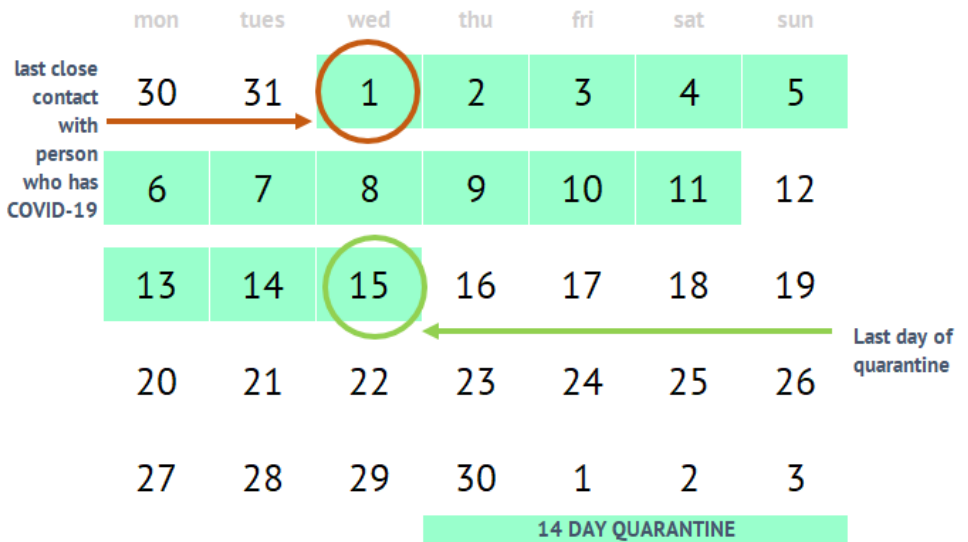 mon tues wed thu fri sat sun
last close
contact
with
person
who has
COVID-19
30 31 1 2 3 4 5
6 7 8 9 10 11 12
13 14 15 16 17 18 19
Last day of
quarantine
20 21 22 23 24 25 26
27 28 29 30 1 2 3
14 DAY QUARANTINE